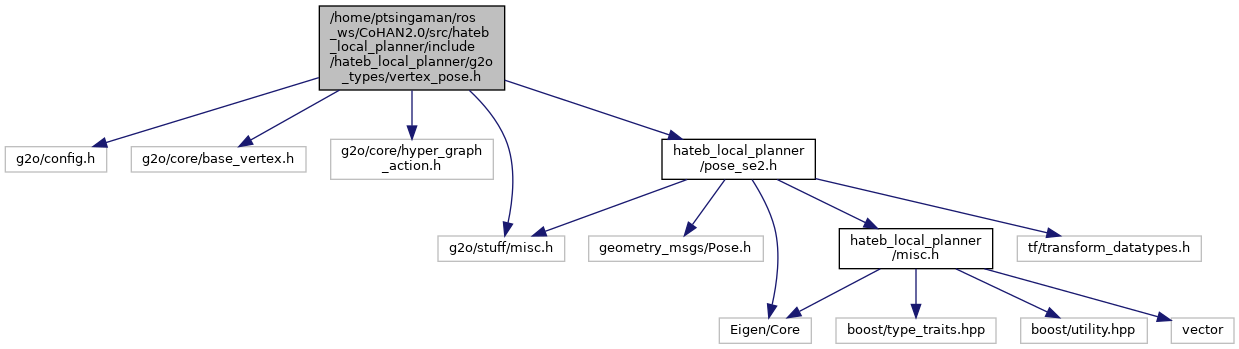 /home/ptsingaman/ros
_ws/CoHAN2.0/src/hateb
_local_planner/include
/hateb_local_planner/g2o
_types/vertex_pose.h
g2o/config.h
g2o/core/base_vertex.h
g2o/core/hyper_graph
_action.h
hateb_local_planner
/pose_se2.h
g2o/stuff/misc.h
geometry_msgs/Pose.h
hateb_local_planner
/misc.h
tf/transform_datatypes.h
Eigen/Core
boost/type_traits.hpp
boost/utility.hpp
vector